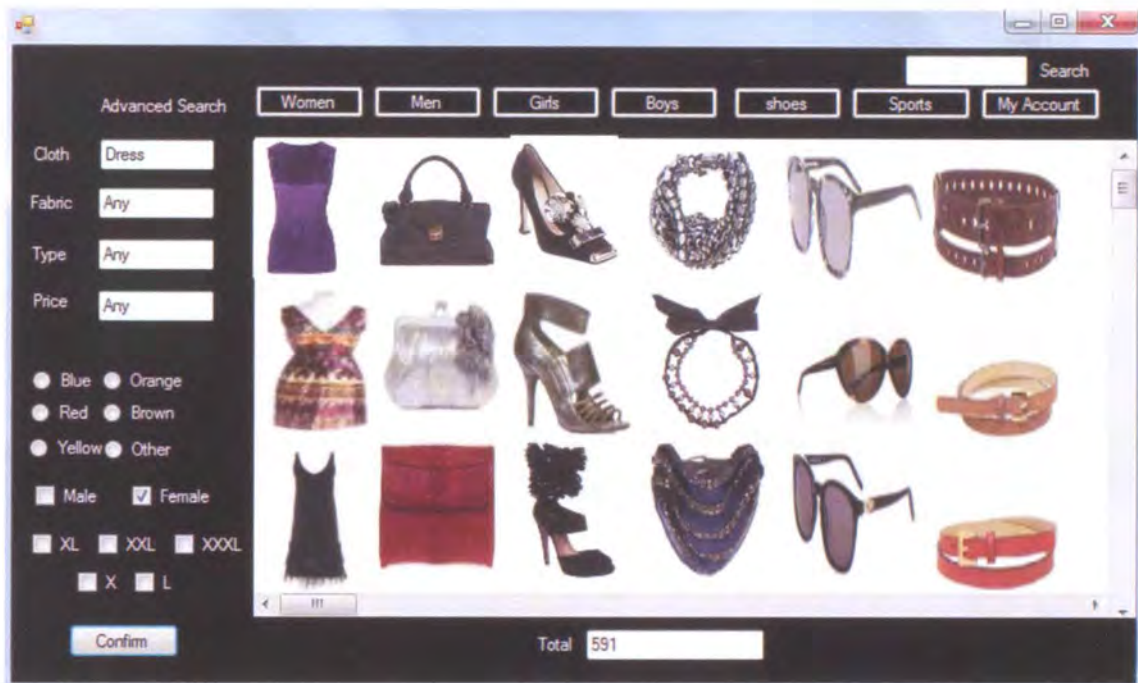 Search
Advanced Search
Women Men Girls Boys shoes Sports My Account
Cloth Dress
Fabric Any
Type Any
Price Any
Blue Orange
Red Brown
Yellow Other
Male Female
XL XXL XXXL
X L
Confirm
Total 591